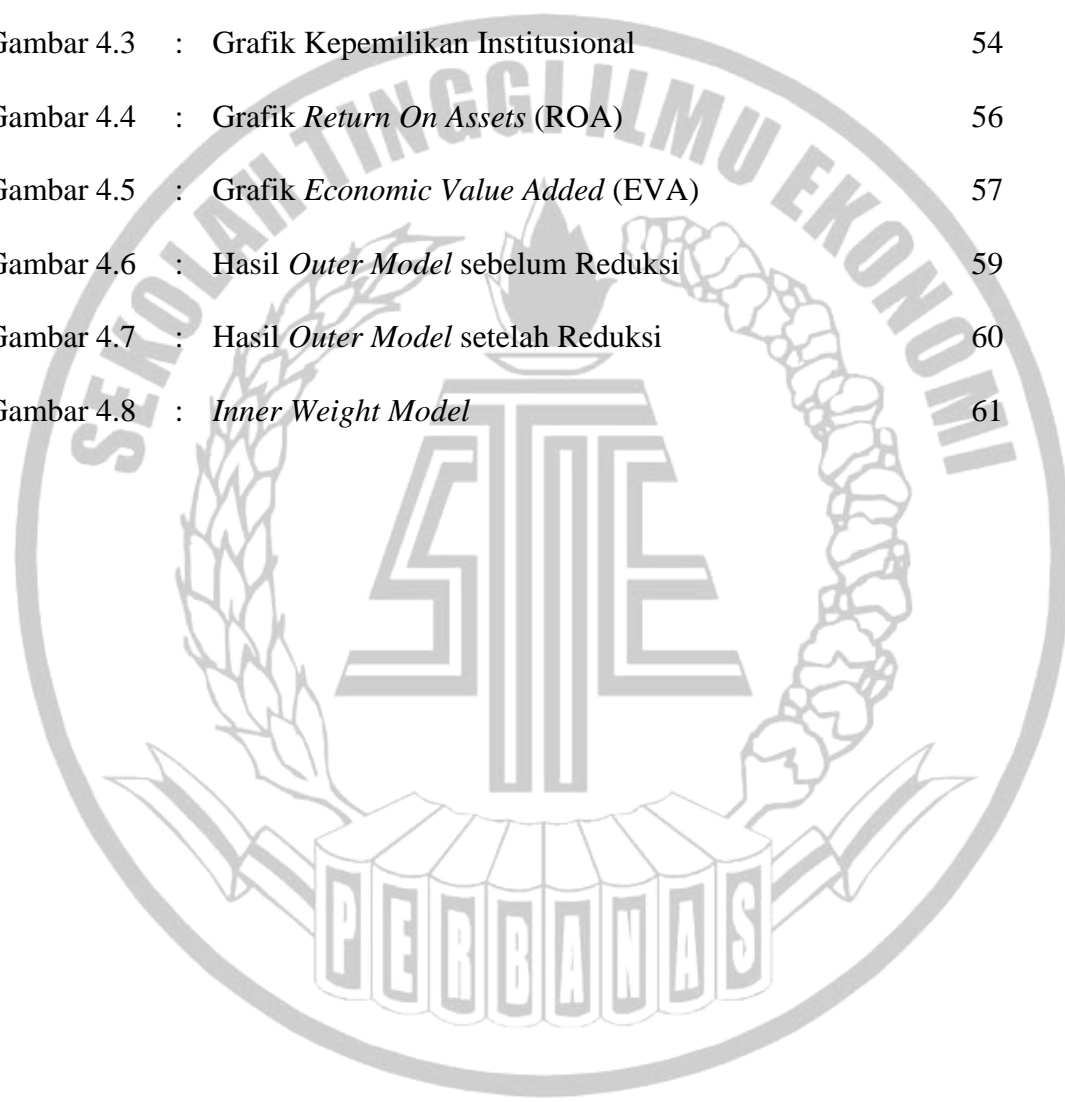 Gambar 4.3 : Grafik Kepemilikan Institusional 54
Gambar 4.4 : Grafik Return On Assets (ROA) 56
Gambar 4.5 : Grafik Economic Value Added (EVA) 57
Gambar 4.6 : Hasil Outer Model sebelum Reduksi 59
Gambar 4.7 : Hasil Outer Model setelah Reduksi 60
Gambar 4.8 : Inner Weight Model 61
SEKOLAH TINGGI ILMU EKONOMI
STIE
PERBANAS